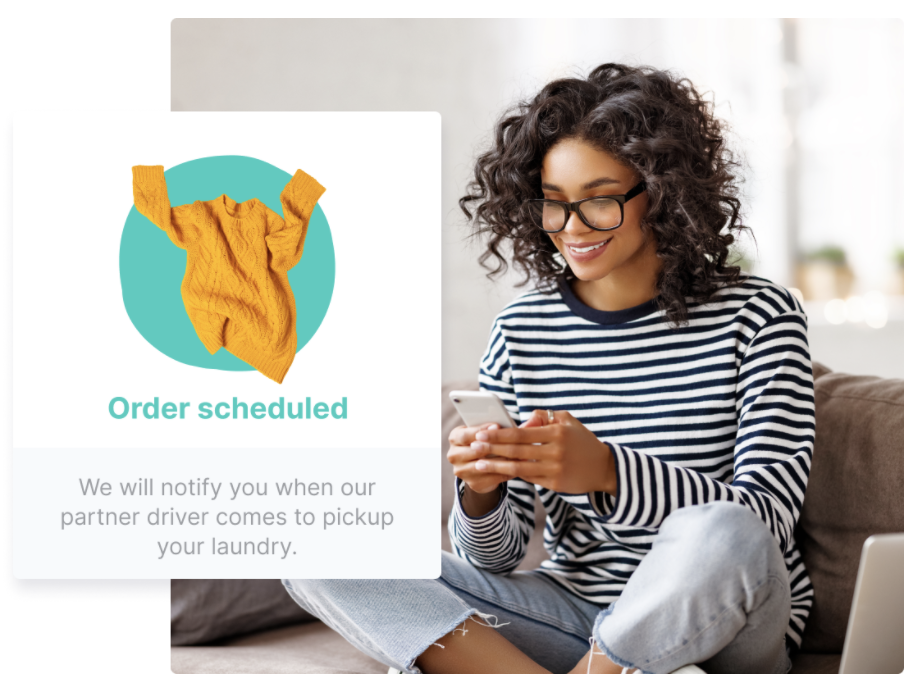 Order scheduled
We will notify you when our
partner driver comes to pickup
your laundry.